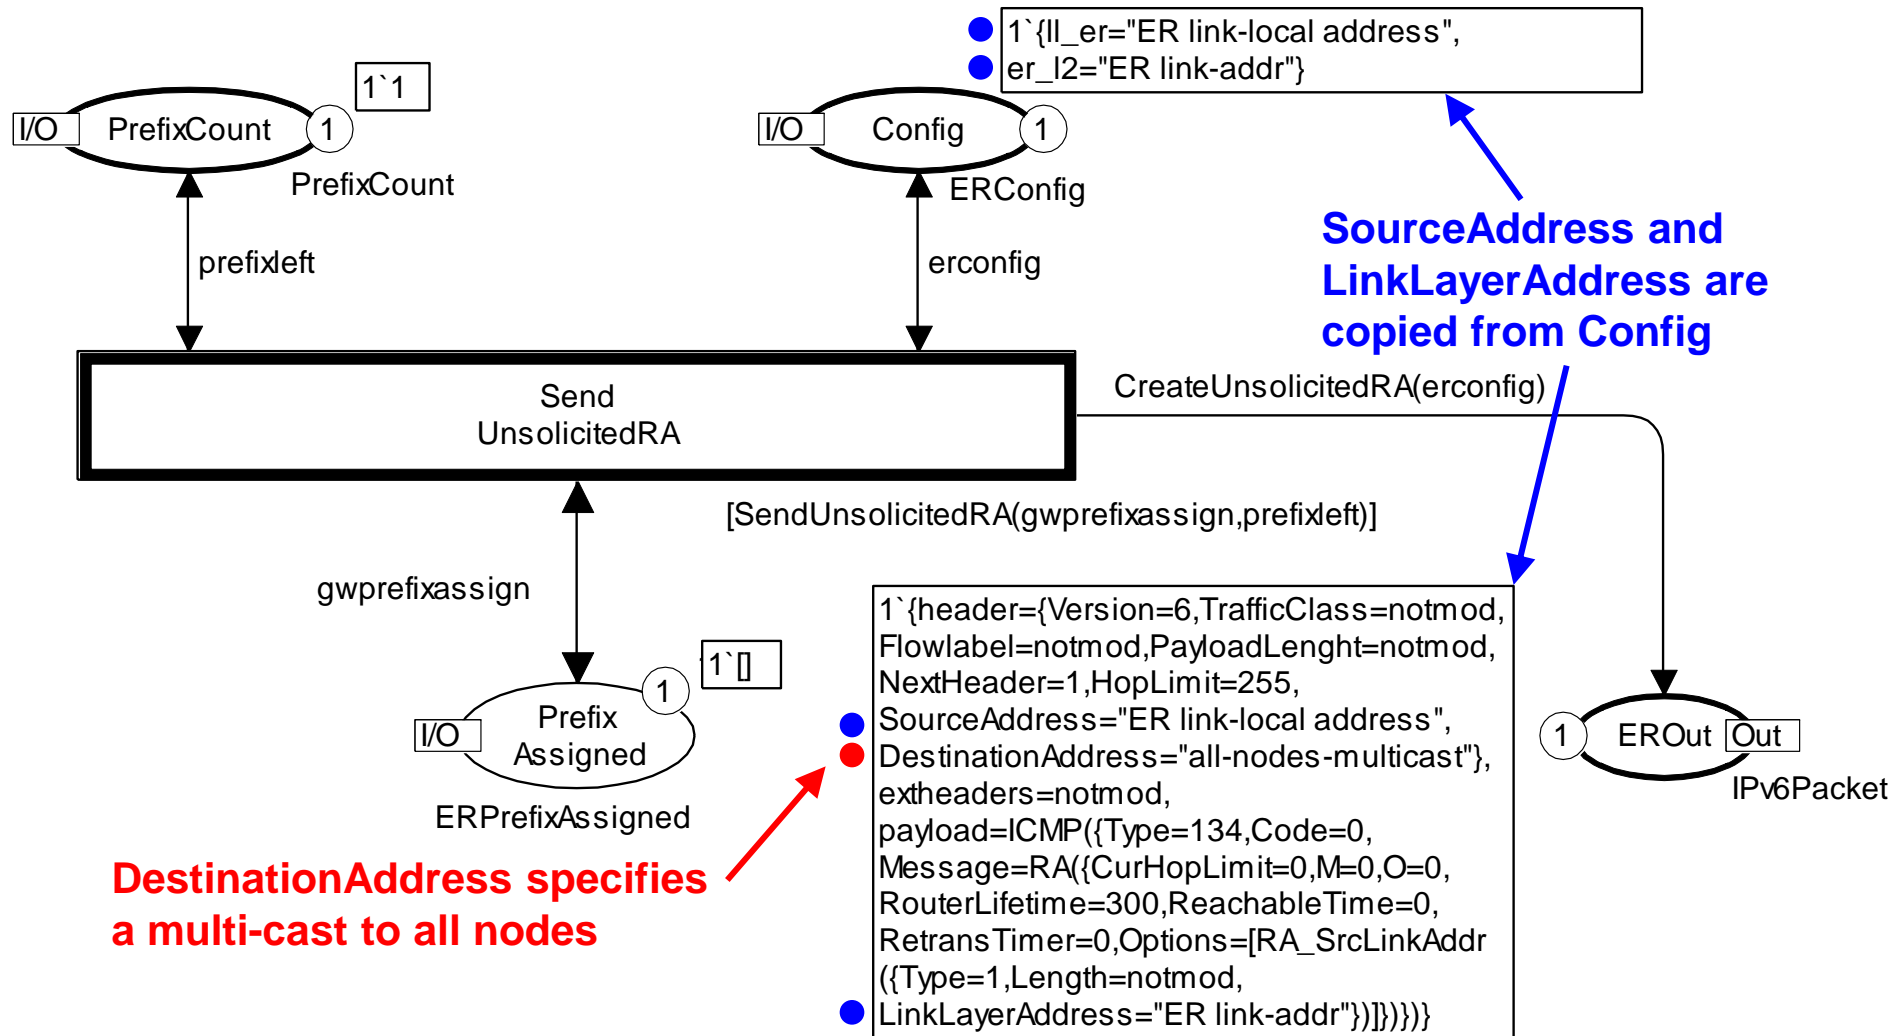 1`{ll_er="ER link-local address",
er_l2="ER link-addr"}
1`1
I/O
PrefixCount
1
PrefixCount
I/O
Config
1
ERConfig
prefixleft
erconfig
SourceAddress and
LinkLayerAddress are
copied from Config
Send
UnsolicitedRA
CreateUnsolicitedRA(erconfig)
[SendUnsolicitedRA(gwprefixassign,prefixleft)]
gwprefixassign
1`[]
1
I/O
Prefix
Assigned
ERPrefixAssigned
1`{header={Version=6,TrafficClass=notmod,
Flowlabel=notmod,PayloadLenght=notmod,
NextHeader=1,HopLimit=255,
SourceAddress="ER link-local address",
DestinationAddress="all-nodes-multicast"},
extheaders=notmod,
payload=ICMP({Type=134,Code=0,
Message=RA({CurHopLimit=0,M=0,O=0,
RouterLifetime=300,ReachableTime=0,
RetransTimer=0,Options=[RA_SrcLinkAddr
({Type=1,Length=notmod,
LinkLayerAddress="ER link-addr"})]})})}
1
EROut
Out
IPv6Packet
DestinationAddress specifies
a multi-cast to all nodes